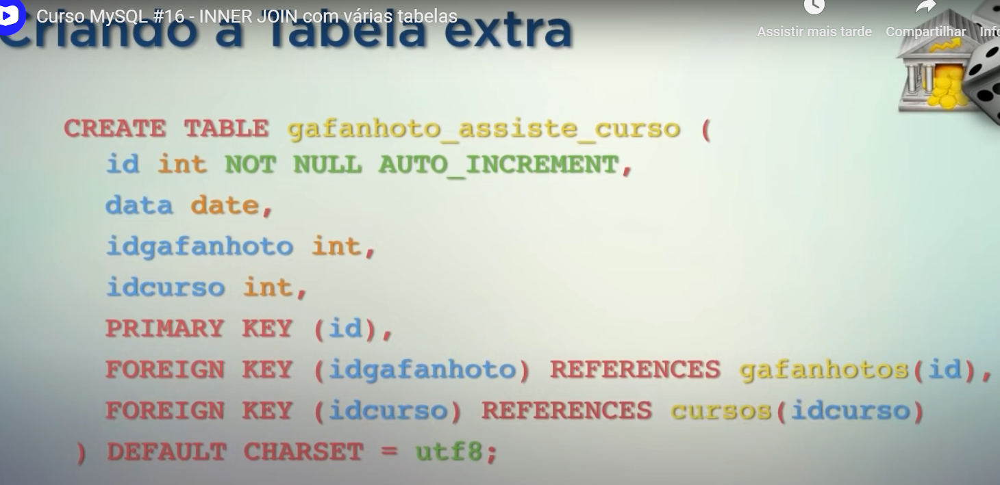 Curso MySQL #16 - INNER JOIN com várias tabelas
Assistir mais tarde
Compartilhar
Criando a Tabela extra
CREATE TABLE gafanhoto_assiste_curso (
id int NOT NULL AUTO_INCREMENT,
data date,
idgafanhoto int,
idcurso int,
PRIMARY KEY (id),
FOREIGN KEY (idgafanhoto) REFERENCES gafanhotos(id),
FOREIGN KEY (idcurso) REFERENCES cursos(idcurso)
) DEFAULT CHARSET = utf8;